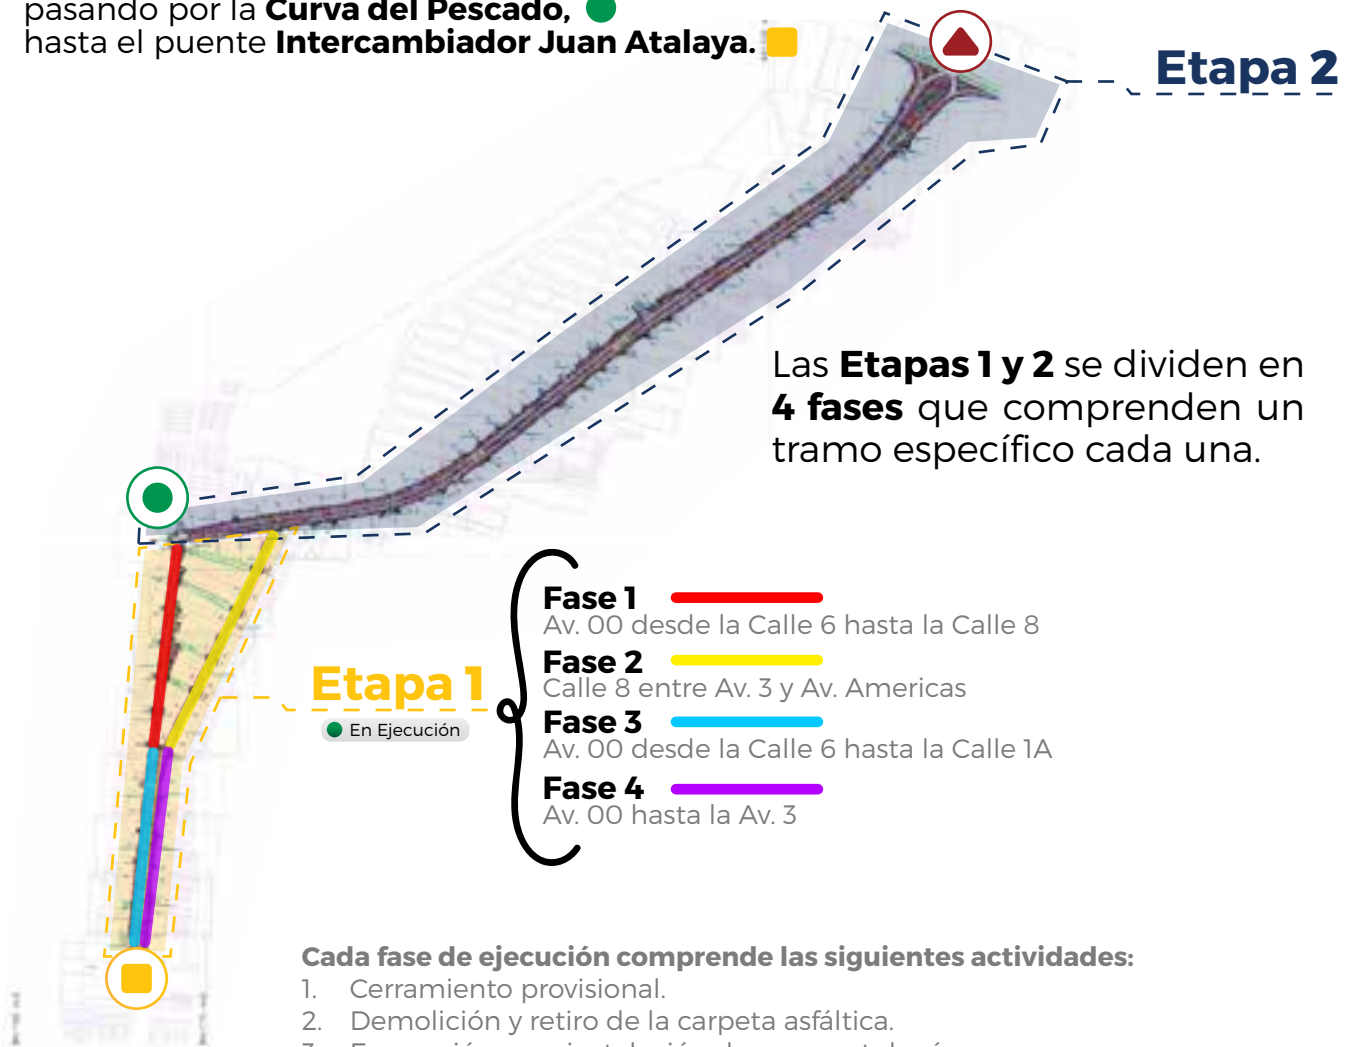 pasando por la Curva del Pescado,
hasta el puente Intercambiador Juan Atalaya.
Etapa 2
Las Etapas 1 y 2 se dividen en
4 fases que comprenden un
tramo específico cada una.
Etapa 1
En Ejecución
Fase 1
Av. 00 desde la Calle 6 hasta la Calle 8
Fase 2
Calle 8 entre Av. 3 y Av. Americas
Fase 3
Av. 00 desde la Calle 6 hasta la Calle 1A
Fase 4
Av. 00 hasta la Av. 3
Cada fase de ejecución comprende las siguientes actividades:
1. Cerramiento provisional.
2. Demolición y retiro de la carpeta asfáltica.